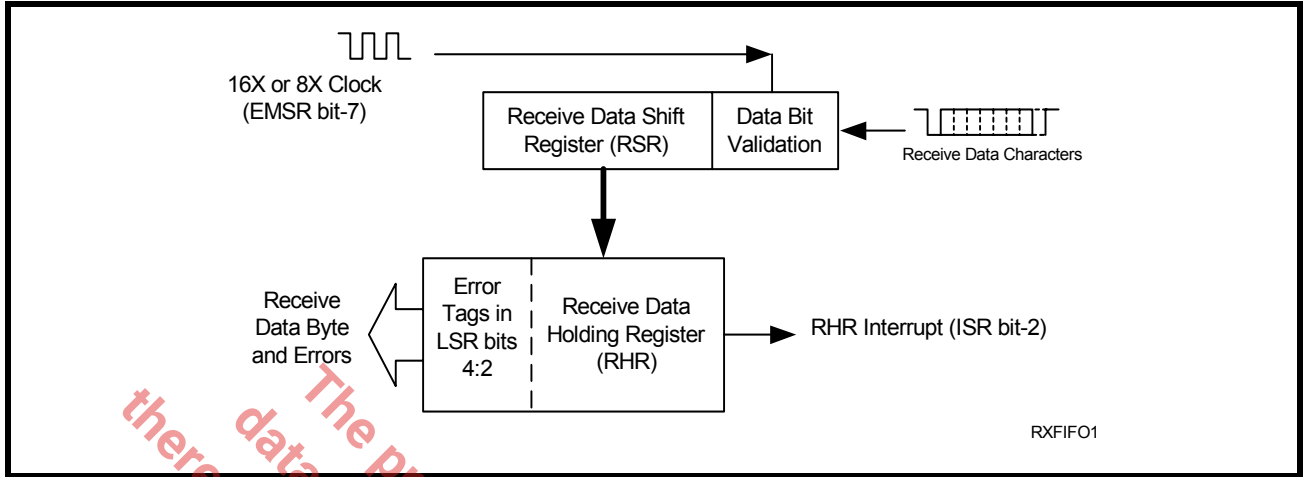 16X or 8X Clock
(EMSR bit-7)
Receive Data Shift
Register (RSR)
Data Bit
Validation
Receive Data Characters
Receive
Data Byte
and Errors
Error
Tags in
LSR bits
4:2
Receive Data
Holding Register
(RHR)
RHR Interrupt (ISR bit-2)
RXFIFO1
The pr
data
there